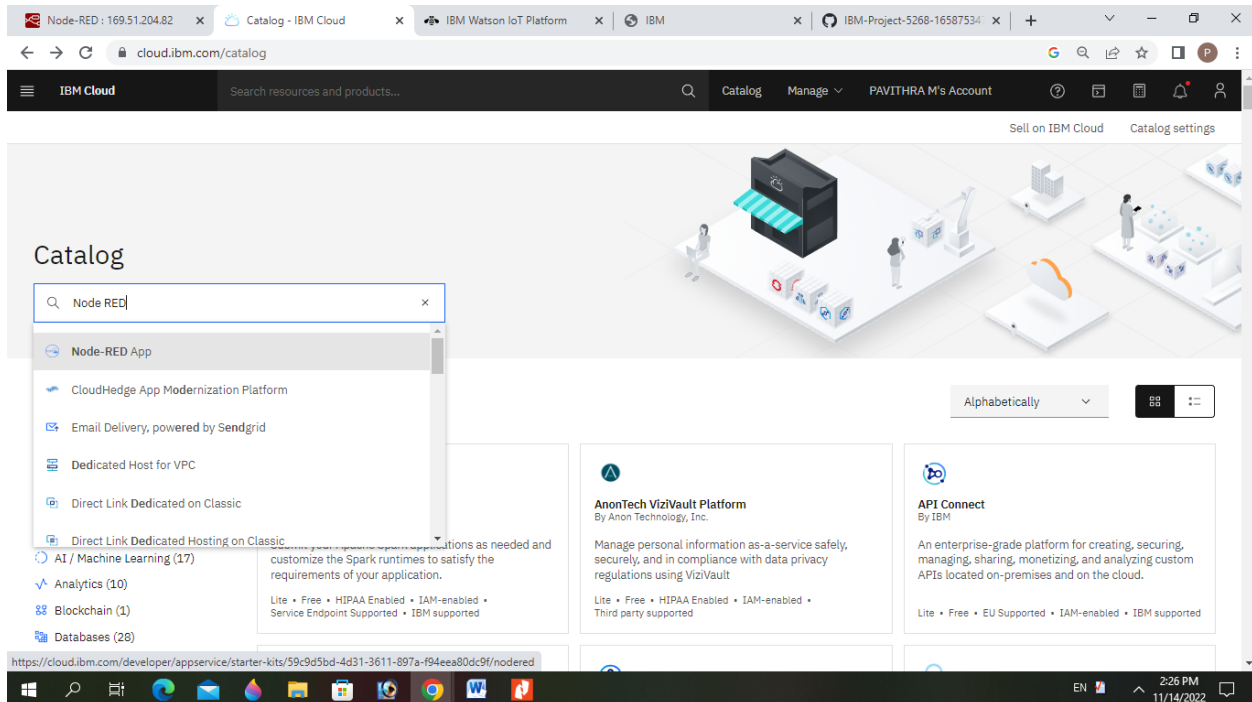 Node-RED : 169.51.204.82
Catalog - IBM Cloud
IBM Watson IoT Platform
IBM
IBM-Project-5268-16587534
cloud.ibm.com/catalog
G
P
IBM Cloud
Search resources and products...
Catalog
Manage
PAVITHRA M's Account
Sell on IBM Cloud
Catalog settings
Catalog
Node RED
Node-RED App
CloudHedge App Modernization Platform
Email Delivery, powered by Sendgrid
Dedicated Host for VPC
Direct Link Dedicated on Classic
Direct Link Dedicated Hosting on Classic
Alphabetically
AI / Machine Learning (17)
Analytics (10)
Blockchain (1)
Databases (28)
Submit your Apache Spark applications as needed and
customize the Spark runtimes to satisfy the
requirements of your application.
Lite • Free • HIPAA Enabled • IAM-enabled •
Service Endpoint Supported • IBM supported
AnonTech ViziVault Platform
By Anon Technology, Inc.
Manage personal information as-a-service safely,
securely, and in compliance with data privacy
regulations using ViziVault
Lite • Free • HIPAA Enabled • IAM-enabled •
Third party supported
API Connect
By IBM
An enterprise-grade platform for creating, securing,
managing, sharing, monetizing, and analyzing custom
APIs located on-premises and on the cloud.
Lite • Free • EU Supported • IAM-enabled • IBM supported
https://cloud.ibm.com/developer/appservice/starter-kits/59c9d5bd-4d31-3611-897a-f94eea80dc9f/nodered
EN
2:26 PM
11/14/2022